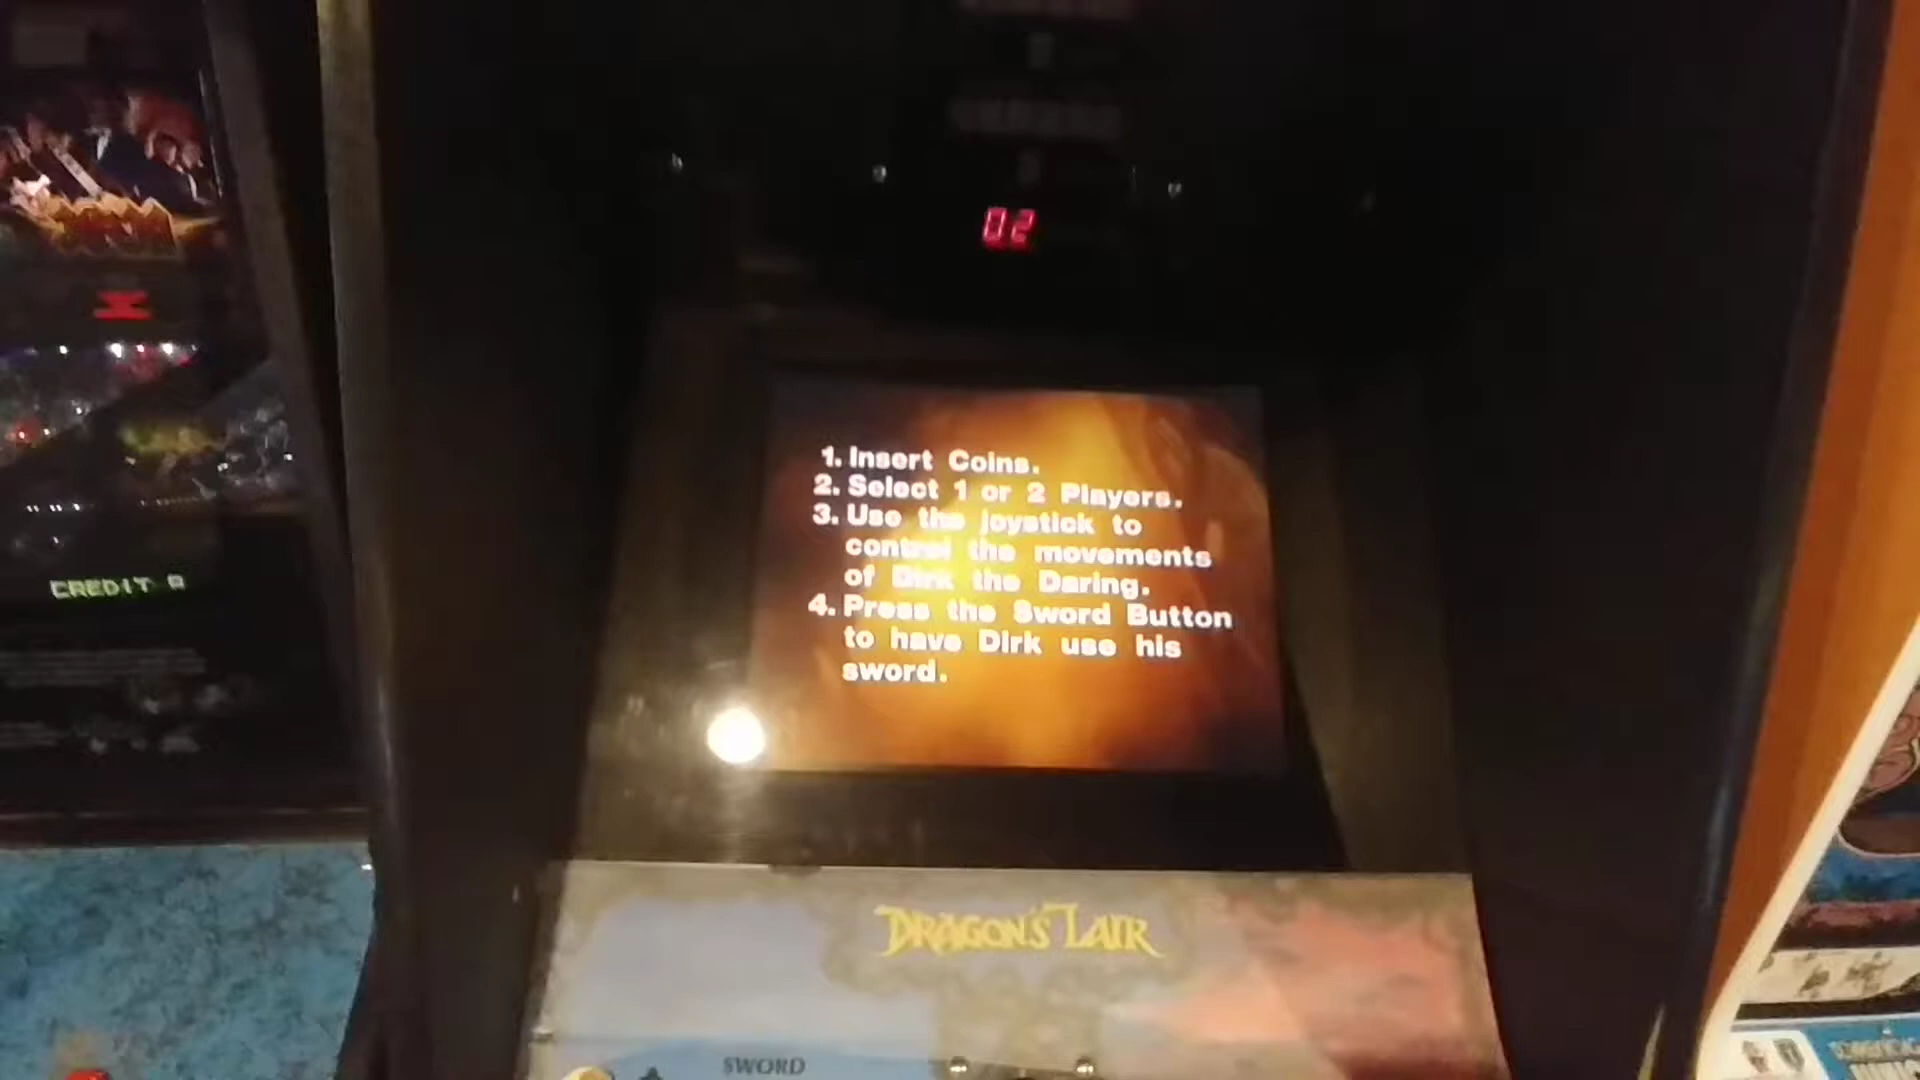 02
1. Insert Coins.
2. Select 1 or 2 Players.
3. Use the joystick to
control the movements
of Dirk the Daring.
4. Press the Sword Button
to have Dirk use his
sword.
CREDIT
DRAGON'S LAIR
SWORD